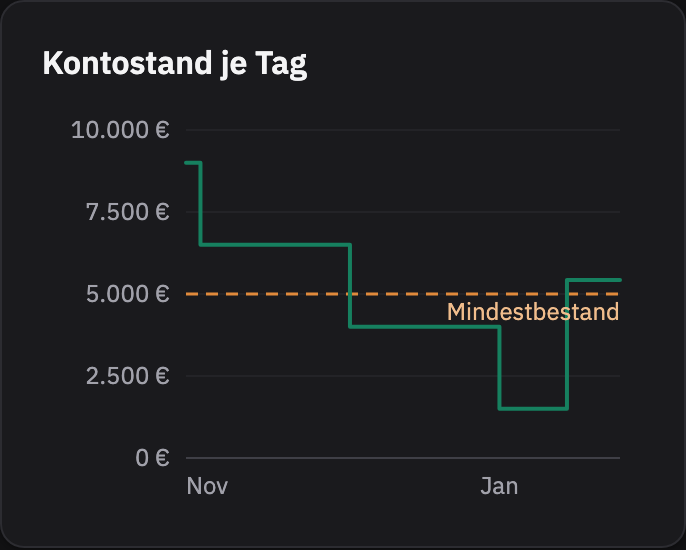 Kontostand je Tag
10.000 €
7.500 €
5.000 €
Mindestbestand
2.500 €
0 €
Nov Jan